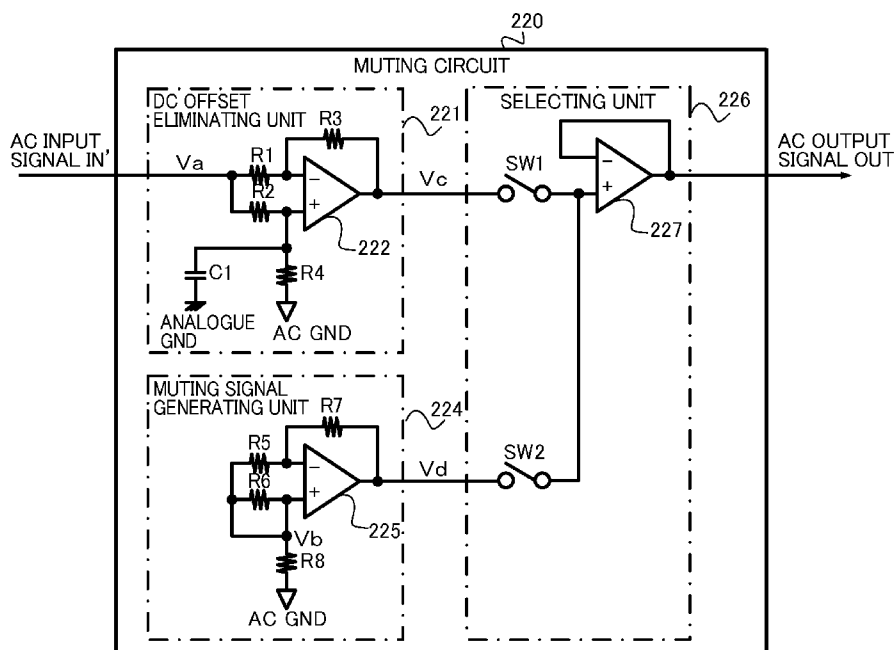 220
MUTING CIRCUIT
DC OFFSET
ELIMINATING UNIT
221
SELECTING UNIT
226
AC INPUT
SIGNAL IN'
AC OUTPUT
SIGNAL OUT
R3
Va
R1
R2
−
+
222
Vc
SW1
−
+
227
C1
R4
ANALOGUE
GND
AC GND
MUTING SIGNAL
GENERATING UNIT
224
R7
R5
R6
−
+
225
Vd
SW2
Vb
R8
AC GND